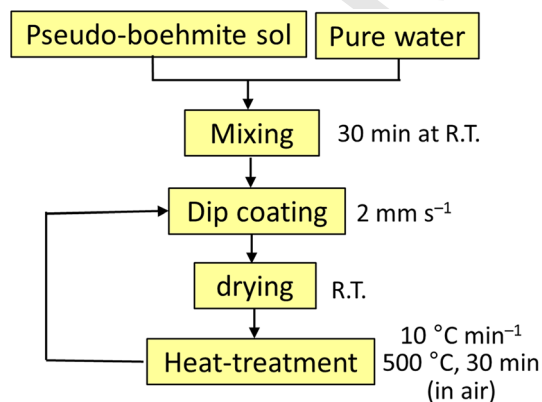 Pseudo-boehmite sol
Pure water
Mixing
30 min at R.T.
Dip coating
2 mm s⁻¹
drying
R.T.
Heat-treatment
10 °C min⁻¹
500 °C, 30 min
(in air)